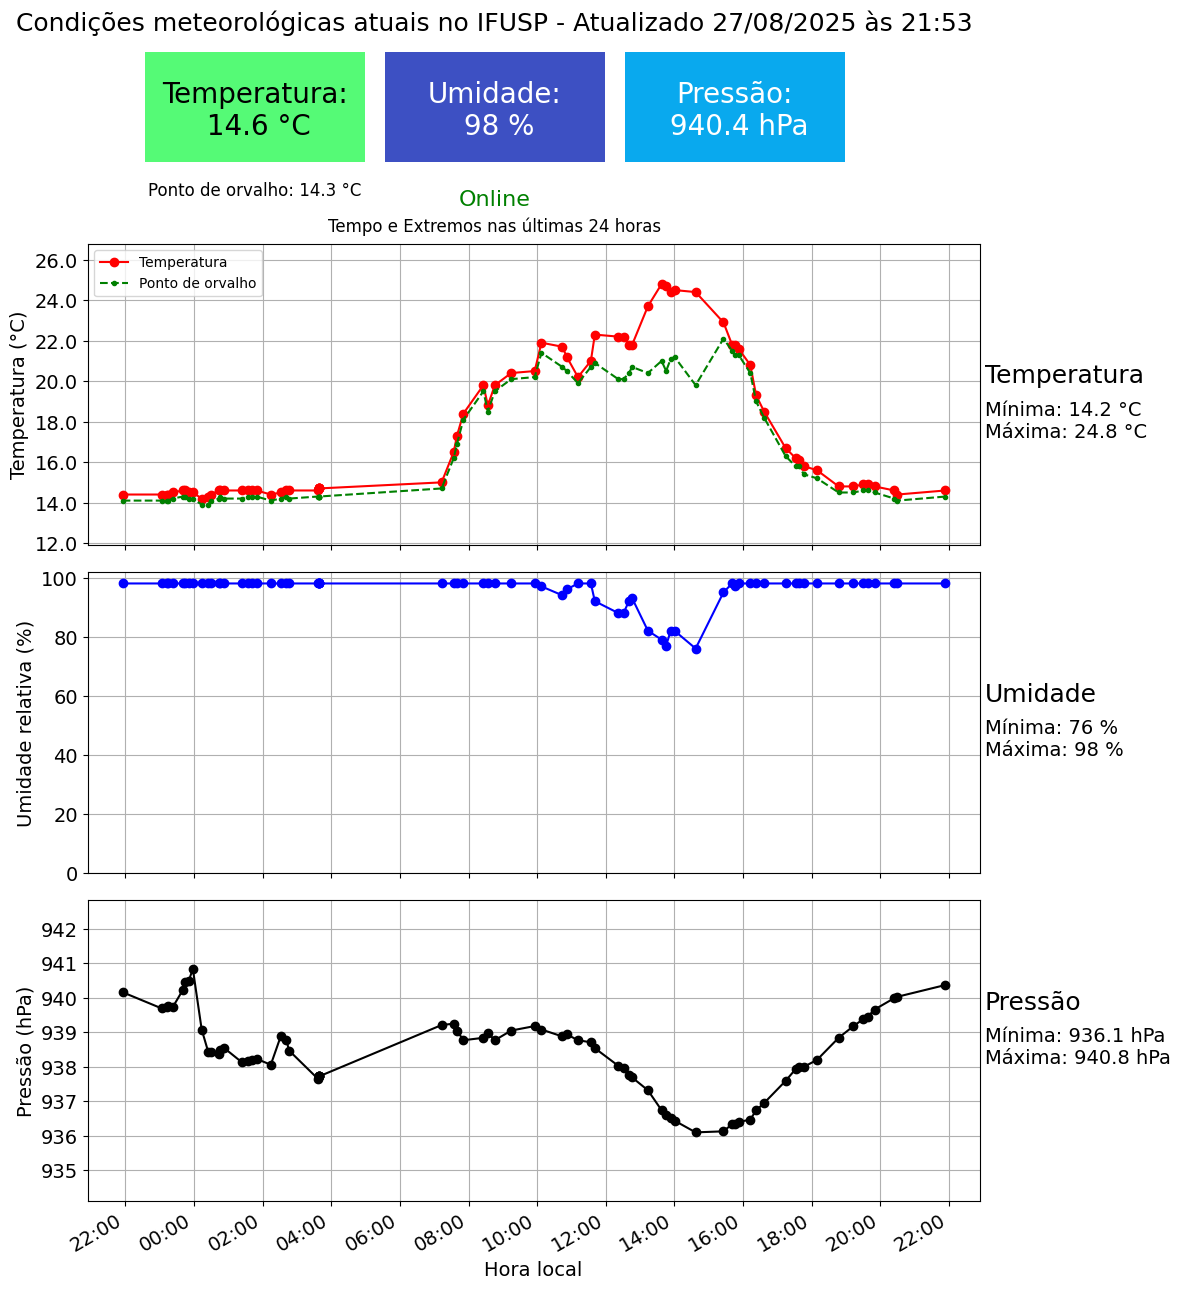 Condições meteorológicas atuais no IFUSP - Atualizado 27/08/2025 às 21:53
Temperatura:
14.6 °C
Umidade:
98 %
Pressão:
940.4 hPa
Ponto de orvalho: 14.3 °C
Online
Tempo e Extremos nas últimas 24 horas
Temperatura
Ponto de orvalho
Temperatura (°C)
26.0
24.0
22.0
20.0
18.0
16.0
14.0
12.0
Temperatura
Mínima: 14.2 °C
Máxima: 24.8 °C
Umidade relativa (%)
100
80
60
40
20
0
Umidade
Mínima: 76 %
Máxima: 98 %
Pressão (hPa)
942
941
940
939
938
937
936
935
Pressão
Mínima: 936.1 hPa
Máxima: 940.8 hPa
22:00 00:00 02:00 04:00 06:00 08:00 10:00 12:00 14:00 16:00 18:00 20:00 22:00
Hora local